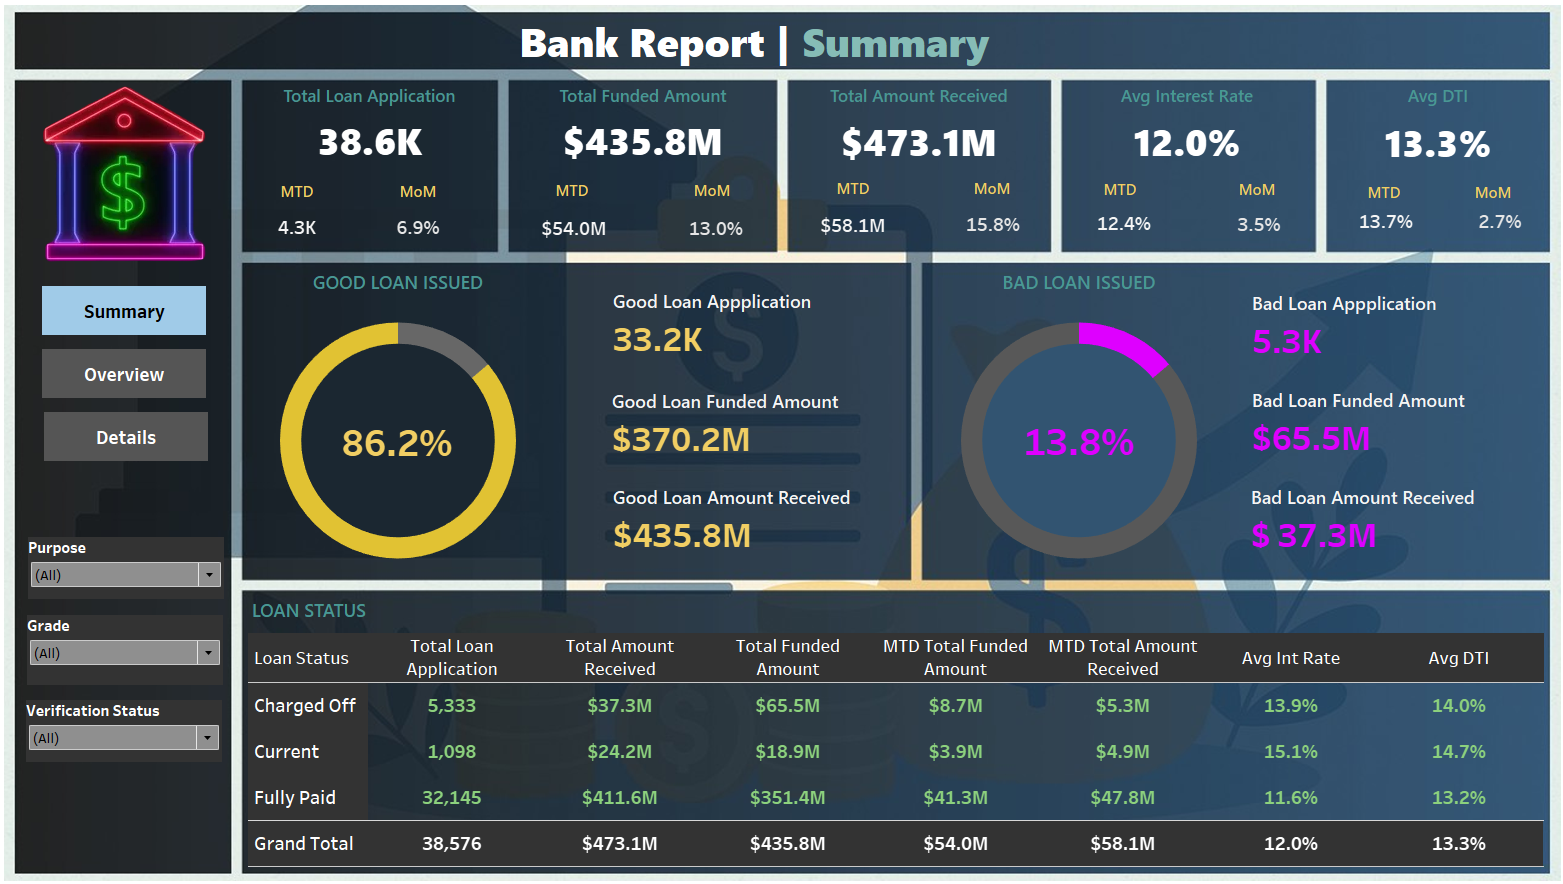 Bank Report | Summary
$
Summary
Overview
Details
Purpose
(All)
Grade
(All)
Verification Status
(All)
Total Loan Application
38.6K
MTD MoM
4.3K 6.9%
Total Funded Amount
$435.8M
MTD MoM
$54.0M 13.0%
Total Amount Received
$473.1M
MTD MoM
$58.1M 15.8%
Avg Interest Rate
12.0%
MTD MoM
12.4% 3.5%
Avg DTI
13.3%
MTD MoM
13.7% 2.7%
GOOD LOAN ISSUED
86.2%
Good Loan Appplication
33.2K
Good Loan Funded Amount
$370.2M
Good Loan Amount Received
$435.8M
BAD LOAN ISSUED
13.8%
Bad Loan Appplication
5.3K
Bad Loan Funded Amount
$65.5M
Bad Loan Amount Received
$ 37.3M
LOAN STATUS
Loan Status Total Loan Application Total Amount Received Total Funded Amount MTD Total Funded Amount MTD Total Amount Received Avg Int Rate Avg DTI
Charged Off 5,333 $37.3M $65.5M $8.7M $5.3M 13.9% 14.0%
Current 1,098 $24.2M $18.9M $3.9M $4.9M 15.1% 14.7%
Fully Paid 32,145 $411.6M $351.4M $41.3M $47.8M 11.6% 13.2%
Grand Total 38,576 $473.1M $435.8M $54.0M $58.1M 12.0% 13.3%